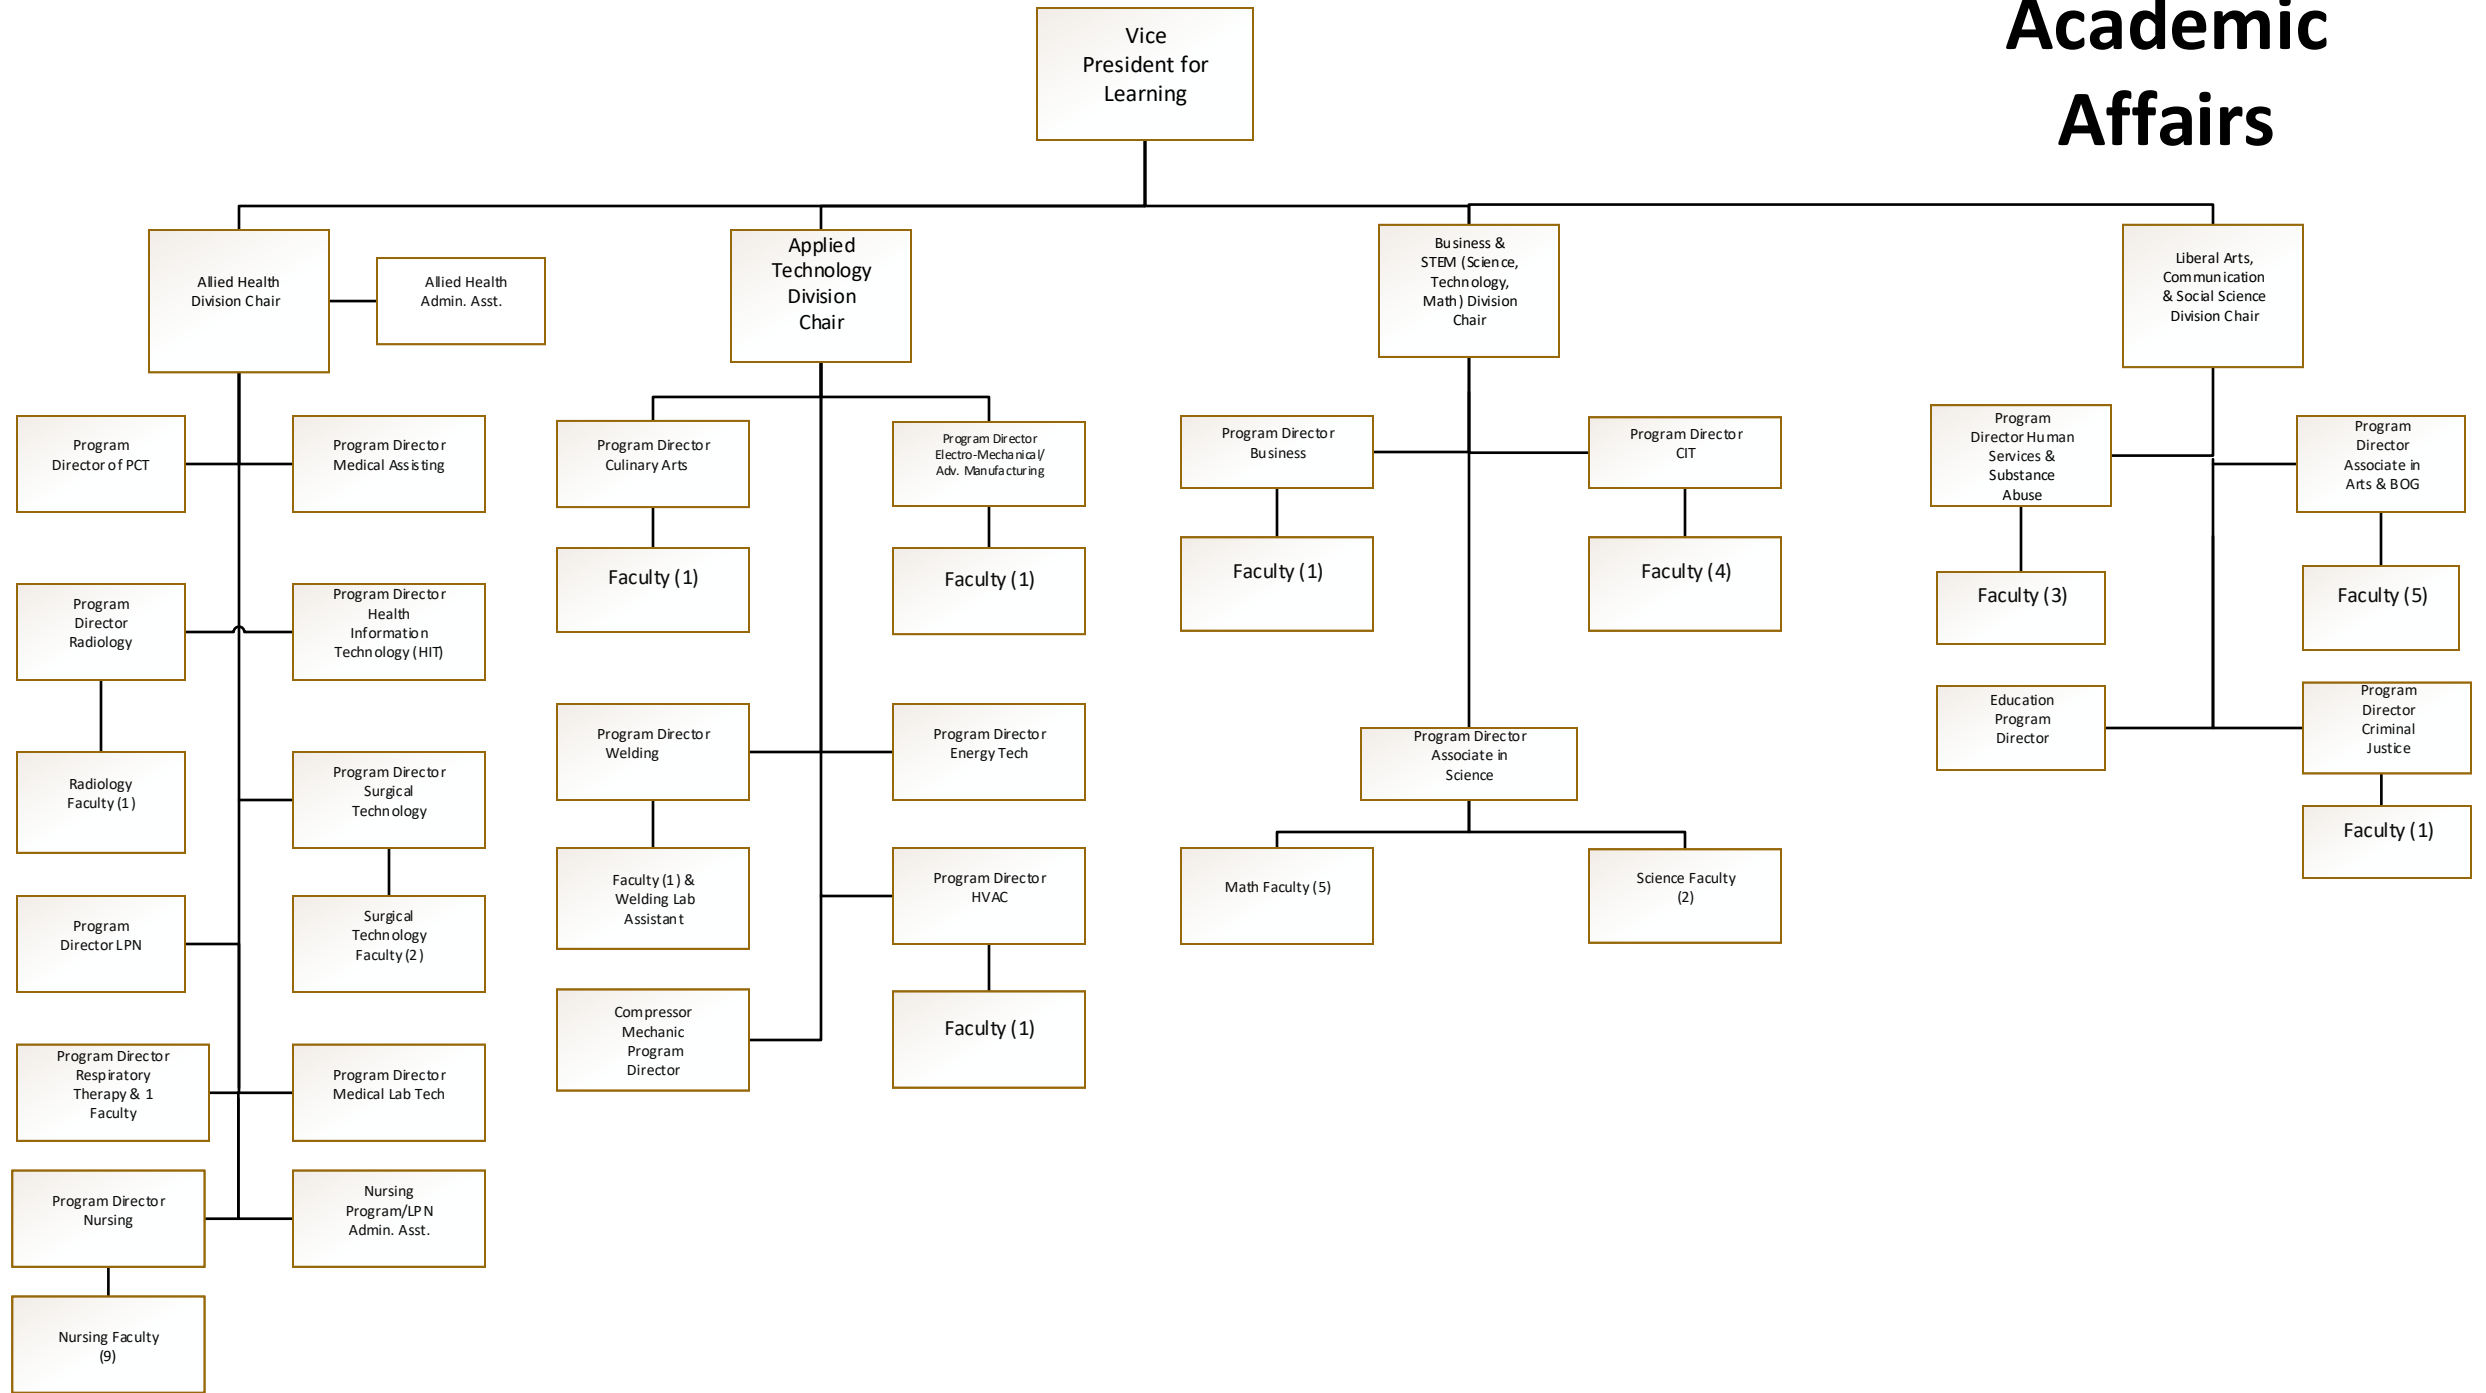 Academic
Affairs
Vice
President for
Learning
Allied Health
Division Chair
Allied Health
Admin. Asst.
Applied
Technology
Division
Chair
Business &
STEM (Science,
Technology,
Math) Division
Chair
Liberal Arts,
Communication
& Social Science
Division Chair
Program
Director of PCT
Program Director
Medical Assisting
Program
Director
Radiology
Program Director
Health
Information
Technology (HIT)
Radiology
Faculty (1)
Program Director
Surgical
Technology
Program
Director LPN
Surgical
Technology
Faculty (2)
Program Director
Respiratory
Therapy & 1
Faculty
Program Director
Medical Lab Tech
Program Director
Nursing
Nursing
Program/LPN
Admin. Asst.
Nursing Faculty
(9)
Program Director
Culinary Arts
Program Director
Electro-Mechanical/
Adv. Manufacturing
Faculty (1)
Faculty (1)
Program Director
Welding
Program Director
Energy Tech
Faculty (1) &
Welding Lab
Assistant
Program Director
HVAC
Compressor
Mechanic
Program
Director
Faculty (1)
Program Director
Business
Program Director
CIT
Faculty (1)
Faculty (4)
Program Director
Associate in
Science
Math Faculty (5)
Science Faculty
(2)
Program
Director Human
Services &
Substance
Abuse
Program
Director
Associate in
Arts & BOG
Faculty (3)
Faculty (5)
Education
Program
Director
Program
Director
Criminal
Justice
Faculty (1)